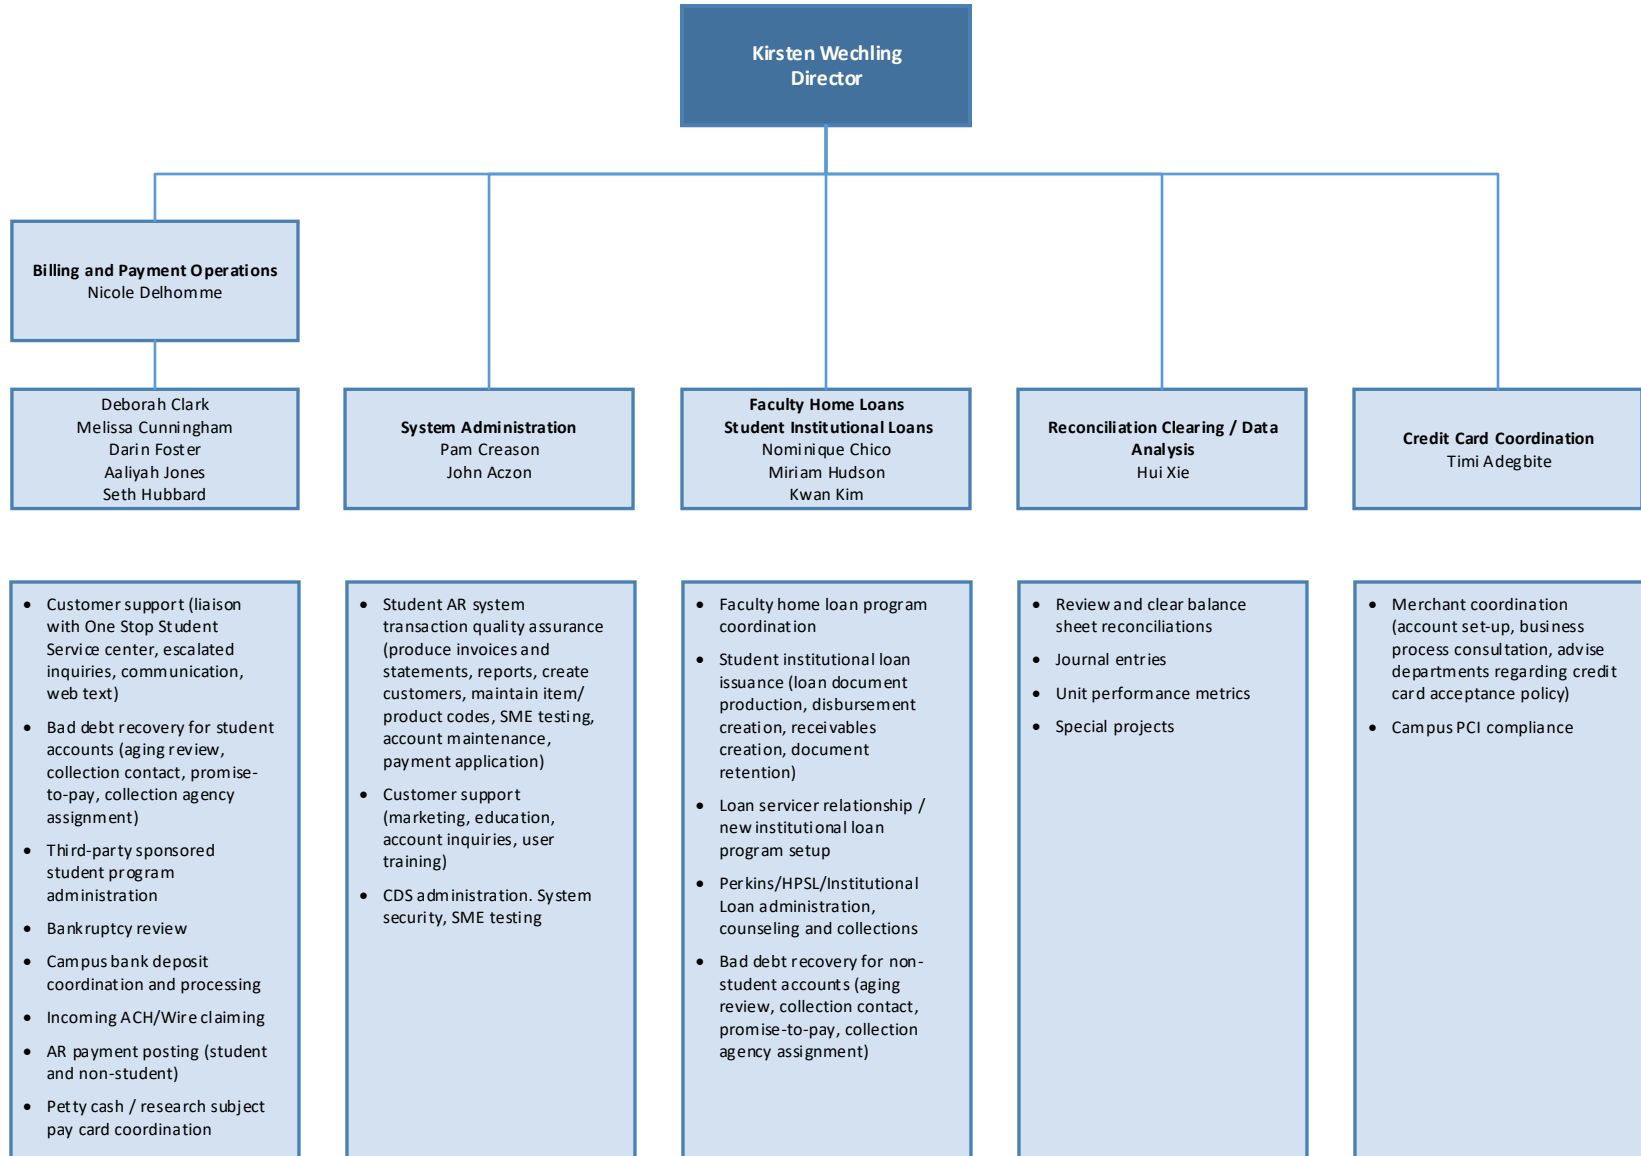 Kirsten Wechling
Director
Billing and Payment Operations
Nicole Delhomme
Deborah Clark
Melissa Cunningham
Darin Foster
Aaliyah Jones
Seth Hubbard
System Administration
Pam Creason
John Aczon
Faculty Home Loans
Student Institutional Loans
Nominique Chico
Miriam Hudson
Kwan Kim
Reconciliation Clearing / Data
Analysis
Hui Xie
Credit Card Coordination
Timi Adegbite
• Customer support (liaison
with One Stop Student
Service center, escalated
inquiries, communication,
web text)
• Bad debt recovery for student
accounts (aging review,
collection contact, promise-
to-pay, collection agency
assignment)
• Third-party sponsored
student program
administration
• Bankruptcy review
• Campus bank deposit
coordination and processing
• Incoming ACH/Wire claiming
• AR payment posting (student
and non-student)
• Petty cash / research subject
pay card coordination
• Student AR system
transaction quality assurance
(produce invoices and
statements, reports, create
customers, maintain item/
product codes, SME testing,
account maintenance,
payment application)
• Customer support
(marketing, education,
account inquiries, user
training)
• CDS administration. System
security, SME testing
• Faculty home loan program
coordination
• Student institutional loan
issuance (loan document
production, disbursement
creation, receivables
creation, document
retention)
• Loan servicer relationship /
new institutional loan
program setup
• Perkins/HPSL/Institutional
Loan administration,
counseling and collections
• Bad debt recovery for non-
student accounts (aging
review, collection contact,
promise-to-pay, collection
agency assignment)
• Review and clear balance
sheet reconciliations
• Journal entries
• Unit performance metrics
• Special projects
• Merchant coordination
(account set-up, business
process consultation, advise
departments regarding credit
card acceptance policy)
• Campus PCI compliance